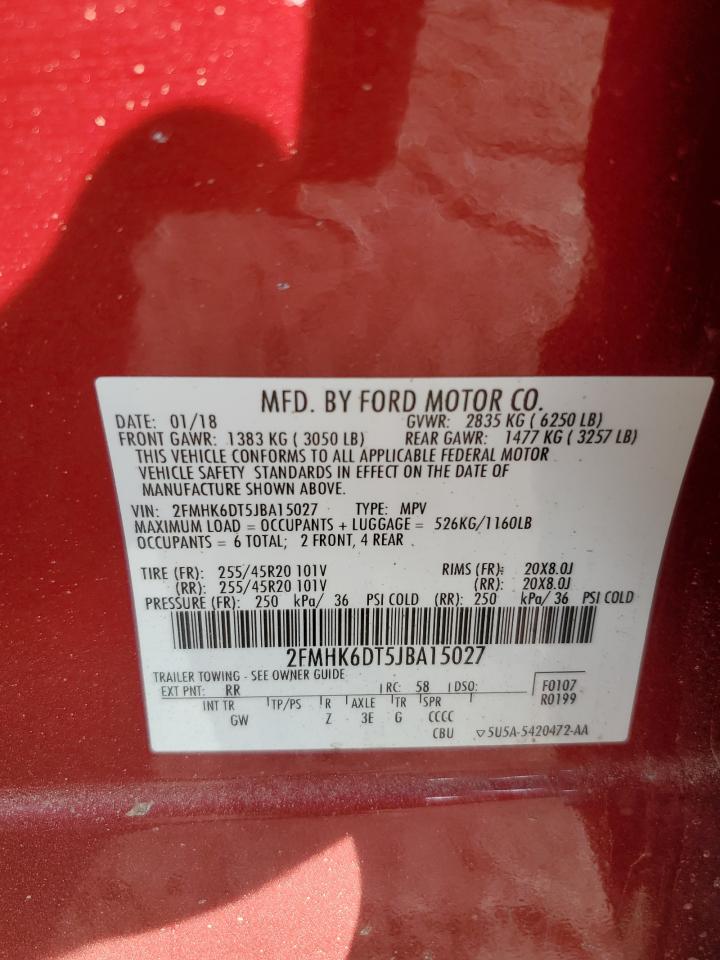 MFD. BY FORD MOTOR CO.
DATE: 01/18 GVWR: 2835 KG ( 6250 LB)
FRONT GAWR: 1383 KG ( 3050 LB) REAR GAWR: 1477 KG ( 3257 LB)
THIS VEHICLE CONFORMS TO ALL APPLICABLE FEDERAL MOTOR
VEHICLE SAFETY STANDARDS IN EFFECT ON THE DATE OF
MANUFACTURE SHOWN ABOVE.
VIN: 2FMHK6DT5JBA15027 TYPE: MPV
MAXIMUM LOAD = OCCUPANTS + LUGGAGE = 526KG/1160LB
OCCUPANTS = 6 TOTAL; 2 FRONT, 4 REAR
TIRE (FR): 255/45R20 101V RIMS (FR): 20X8.0J
(RR): 255/45R20 101V (RR): 20X8.0J
PRESSURE (FR): 250 kPa/ 36 PSI COLD (RR): 250 kPa/ 36 PSI COLD
2FMHK6DT5JBA15027
TRAILER TOWING - SEE OWNER GUIDE
EXT PNT: RR RC: 58 DSO: F0107
INT TR TP/PS R AXLE TR SPR R0199
GW Z 3E G CCCC
CBU ▽5U5A-5420472-AA